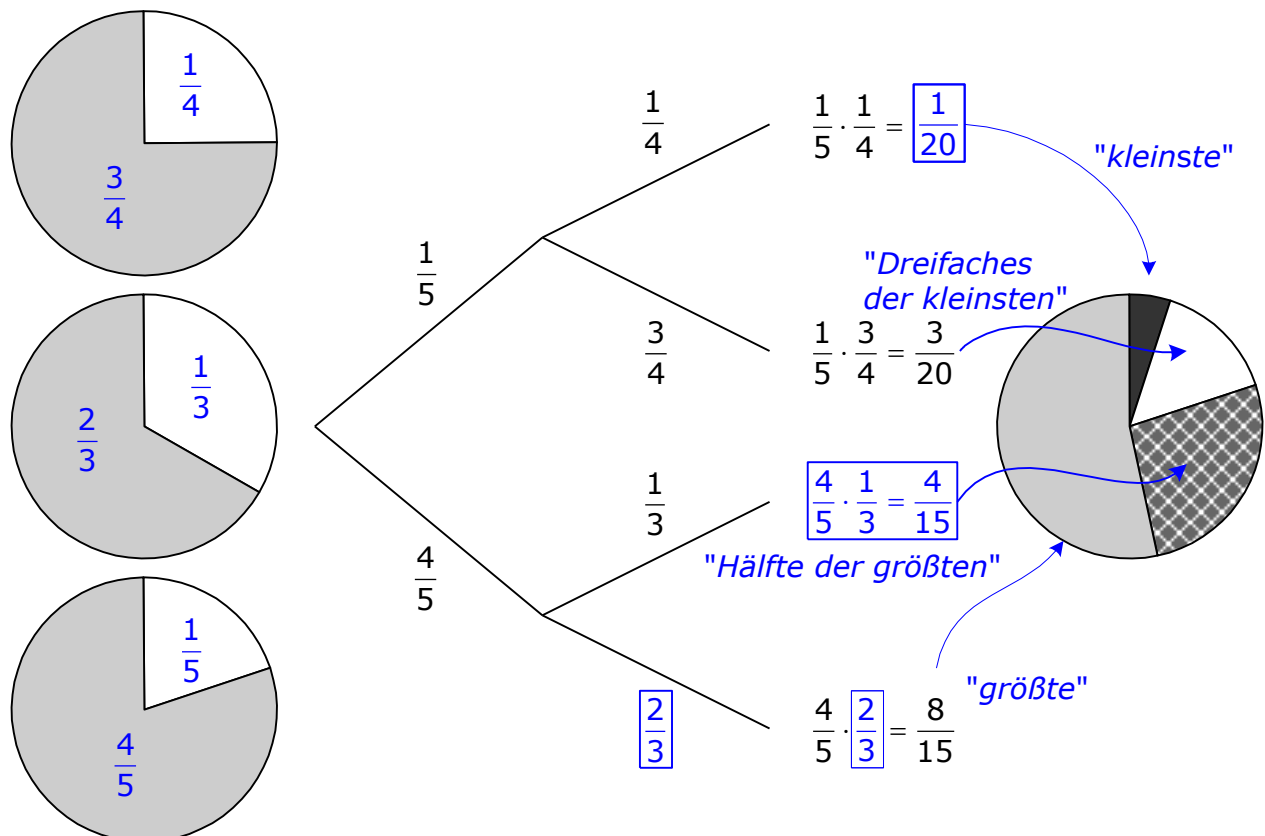 1/4
3/4
1/3
2/3
1/5
4/5
1/5
4/5
1/4
3/4
1/3
2/3
1/5 · 1/4 = 1/20
"kleinste"
"Dreifaches
der kleinsten"
1/5 · 3/4 = 3/20
4/5 · 1/3 = 4/15
"Hälfte der größten"
"größte"
4/5 · 2/3 = 8/15